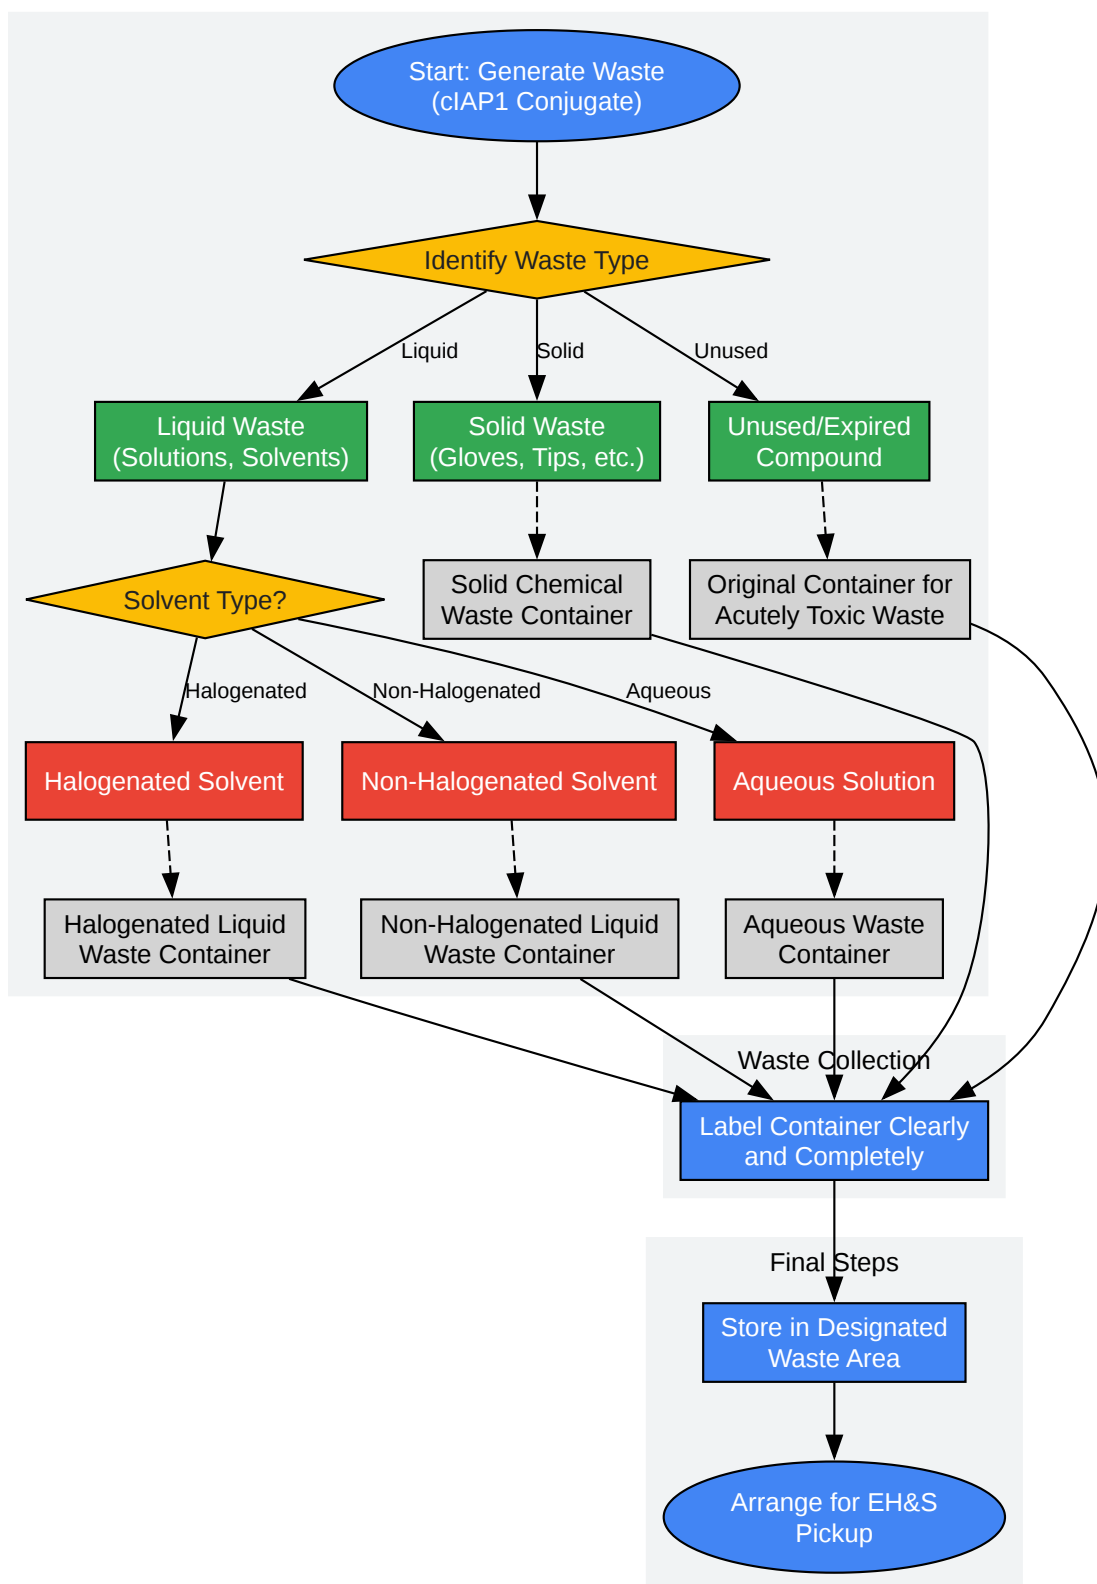 Start: Generate Waste
(cIAP1 Conjugate)
Identify Waste Type
Liquid
Solid
Unused
Liquid Waste
(Solutions, Solvents)
Solid Waste
(Gloves, Tips, etc.)
Unused/Expired
Compound
Solvent Type?
Solid Chemical
Waste Container
Original Container for
Acutely Toxic Waste
Halogenated
Non-Halogenated
Aqueous
Halogenated Solvent
Non-Halogenated Solvent
Aqueous Solution
Halogenated Liquid
Waste Container
Non-Halogenated Liquid
Waste Container
Aqueous Waste
Container
Waste Collection
Label Container Clearly
and Completely
Final Steps
Store in Designated
Waste Area
Arrange for EH&S
Pickup